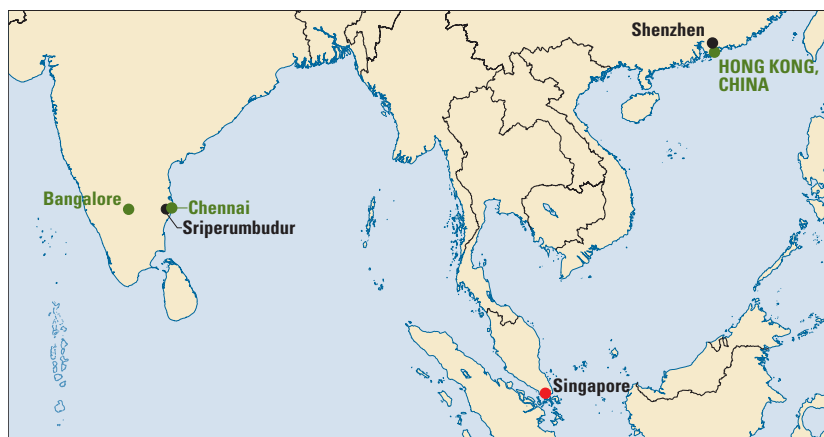 Shenzhen
HONG KONG,
CHINA
Bangalore
Chennai
Sriperumbudur
Singapore